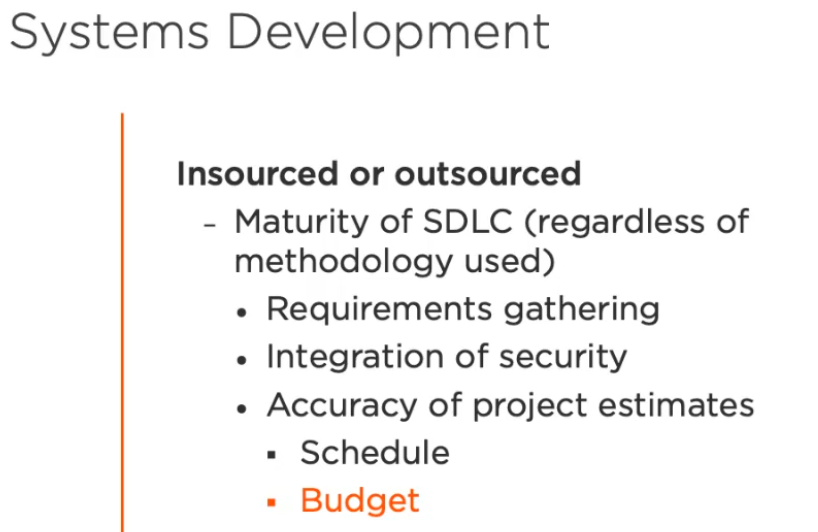 Systems Development
Insourced or outsourced
– Maturity of SDLC (regardless of
methodology used)
• Requirements gathering
• Integration of security
• Accuracy of project estimates
▪ Schedule
▪ Budget